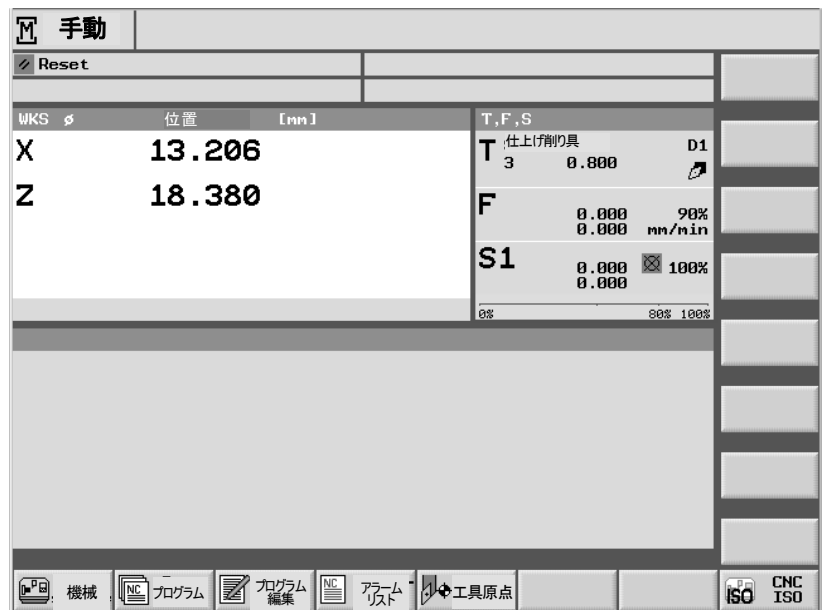 M 手動
Reset
WKS ø 位置 [mm]
X 13.206
Z 18.380
T,F,S
T 仕上げ削り具 D1
3 0.800
F 0.000 90%
0.000 mm/min
S1 0.000 100%
0.000
0% 80% 100%
機械
NC プログラム
プログラム
編集
NC アラーム
リスト
工具原点
ISO CNC
ISO